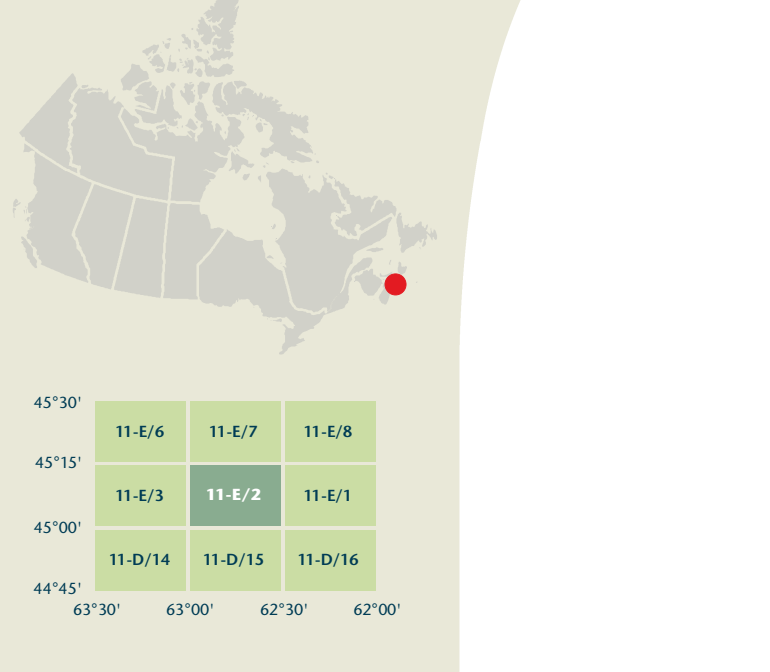 45°30'
11-E/6 11-E/7 11-E/8
45°15'
11-E/3 11-E/2 11-E/1
45°00'
11-D/14 11-D/15 11-D/16
44°45'
63°30' 63°00' 62°30' 62°00'